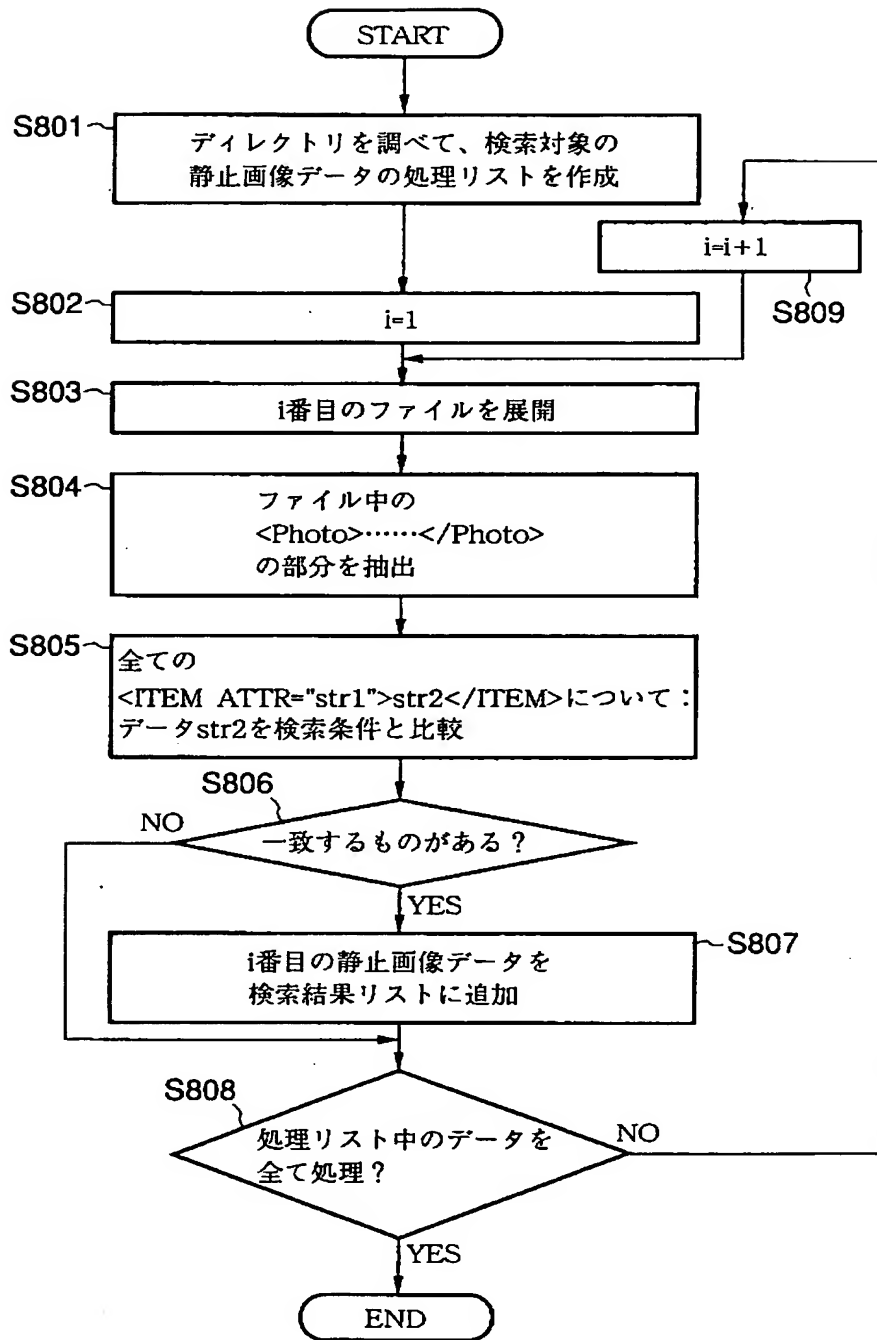 START
S801
ディレクトリを調べて、検索対象の
静止画像データの処理リストを作成
i=i+1
S809
S802
i=1
S803
i番目のファイルを展開
S804
ファイル中の
<Photo>……</Photo>
の部分を抽出
S805
全ての
<ITEM ATTR="str1">str2</ITEM>について：
データstr2を検索条件と比較
S806
NO
一致するものがある？
YES
S807
i番目の静止画像データを
検索結果リストに追加
S808
処理リスト中のデータを
全て処理？
NO
YES
END